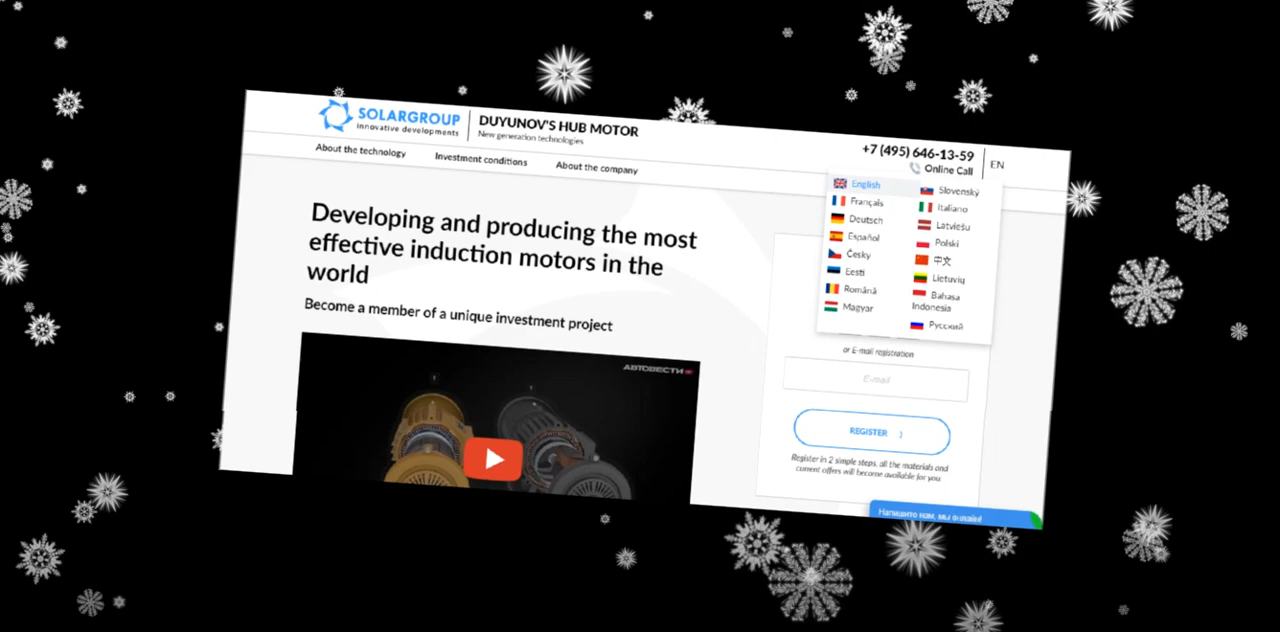 SOLARGROUP
innovative developments
DUYUNOV'S HUB MOTOR
New generation technologies
+7 (495) 646-13-59
Online Call
EN
About the technology
Investment conditions
About the company
English
Français
Deutsch
Español
Česky
Eesti
Română
Magyar
Slovenský
Italiano
Latviešu
Polski
中文
Lietuvių
Bahasa
Indonesia
Русский
Developing and producing the most
effective induction motors in the
world
Become a member of a unique investment project
АВТОВЕСТИ
or E-mail registration
E-mail
REGISTER
Register in 2 simple steps, all the materials and
current offers will become available for you
Напишите нам, мы онлайн!